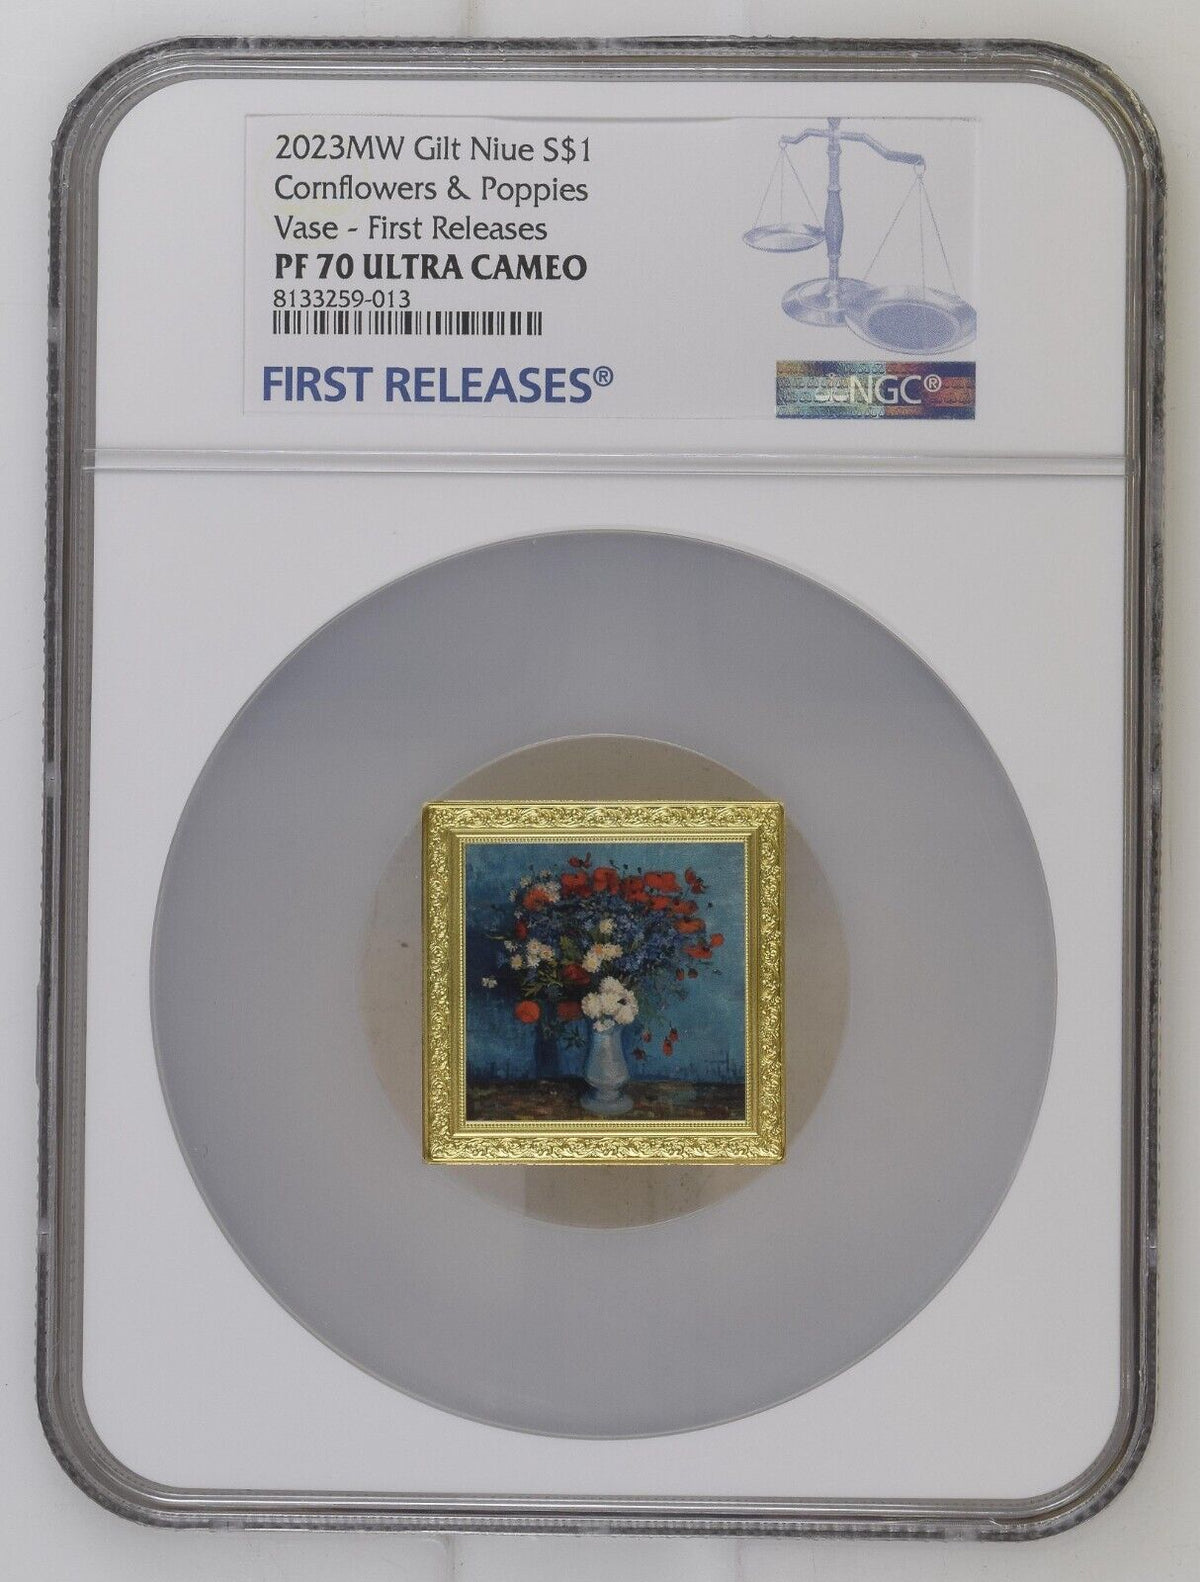 2023MW Gilt Niue S$1
Cornflowers & Poppies
Vase - First Releases
PF 70 ULTRA CAMEO
8133259-013
FIRST RELEASES®
NGC®